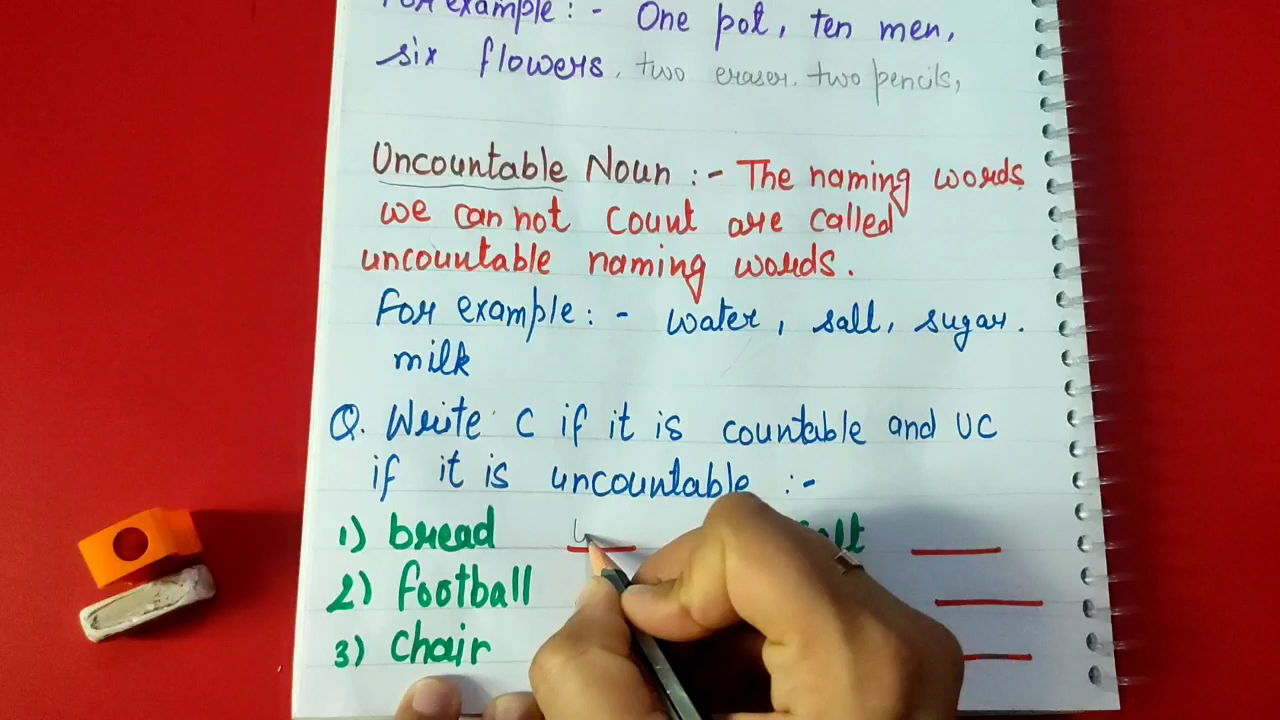 For example :- One pot, ten men,
six flowers, two eraser. two pencils,
Uncountable Noun :- The naming words
we can not count are called
uncountable naming words.
For example :- water, salt, sugar.
milk
Q. Write C if it is countable and UC
if it is uncountable :-
1) bread
2) football
3) Chair